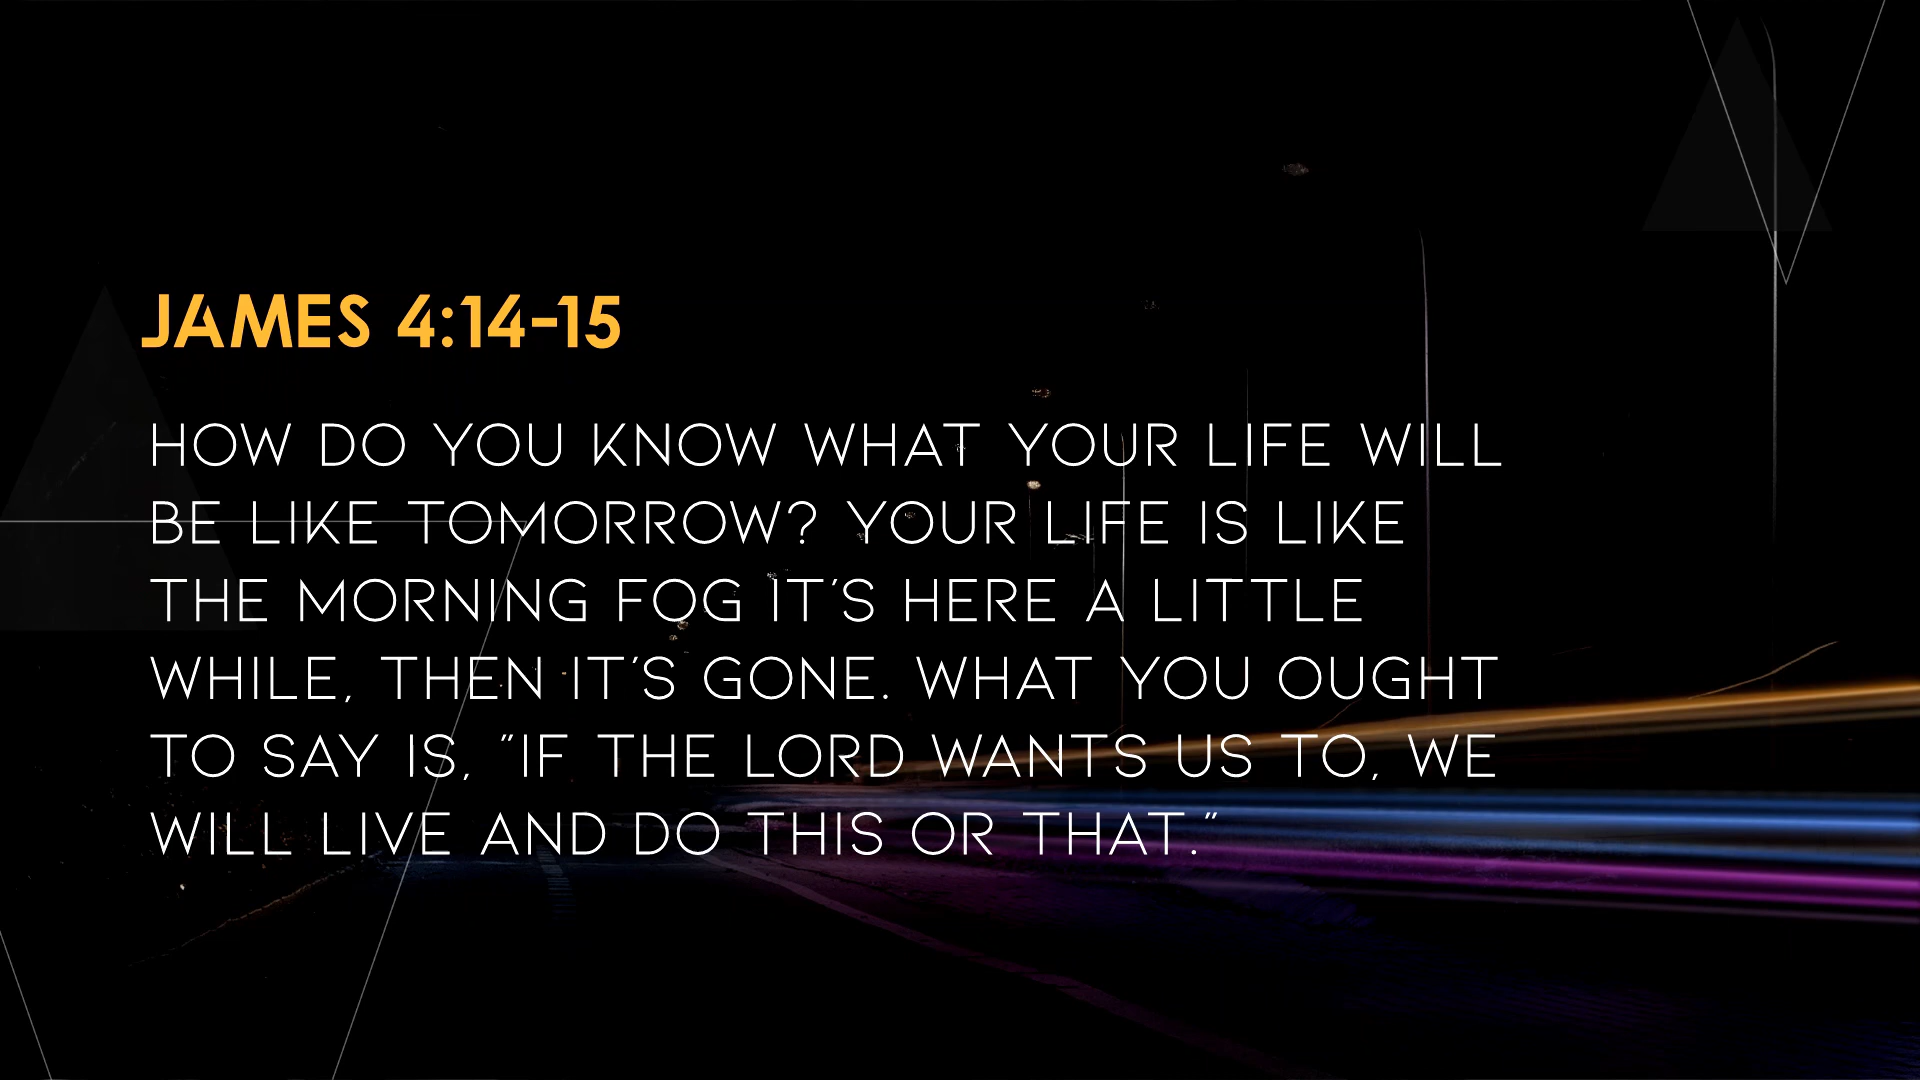 JAMES 4:14-15
HOW DO YOU KNOW WHAT YOUR LIFE WILL
BE LIKE TOMORROW? YOUR LIFE IS LIKE
THE MORNING FOG IT'S HERE A LITTLE
WHILE, THEN IT'S GONE. WHAT YOU OUGHT
TO SAY IS, "IF THE LORD WANTS US TO, WE
WILL LIVE AND DO THIS OR THAT."